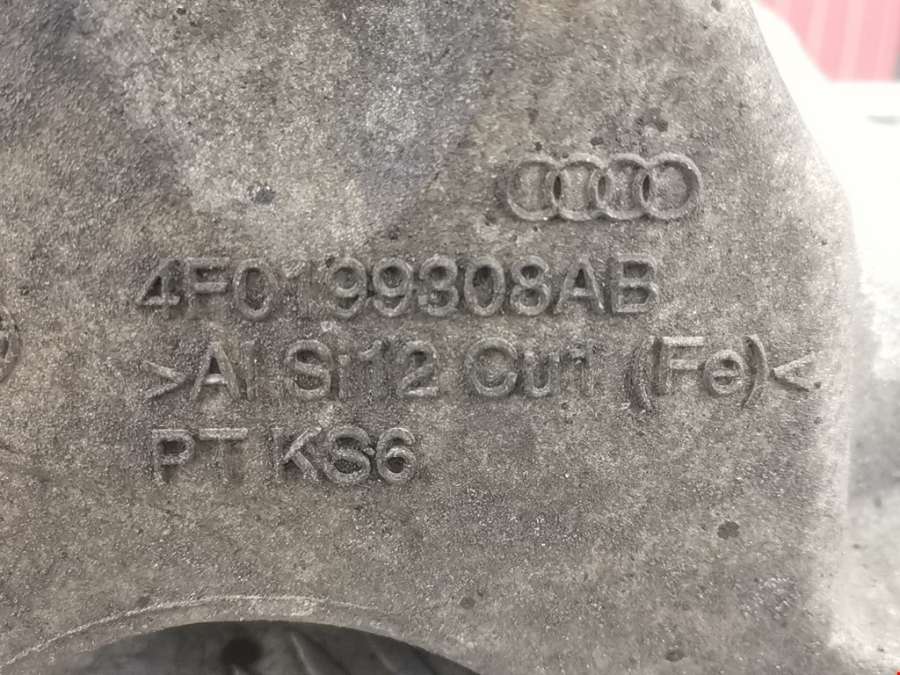 4F0199308AB
>Al Si12 Cu1 (Fe)<
PT KS6